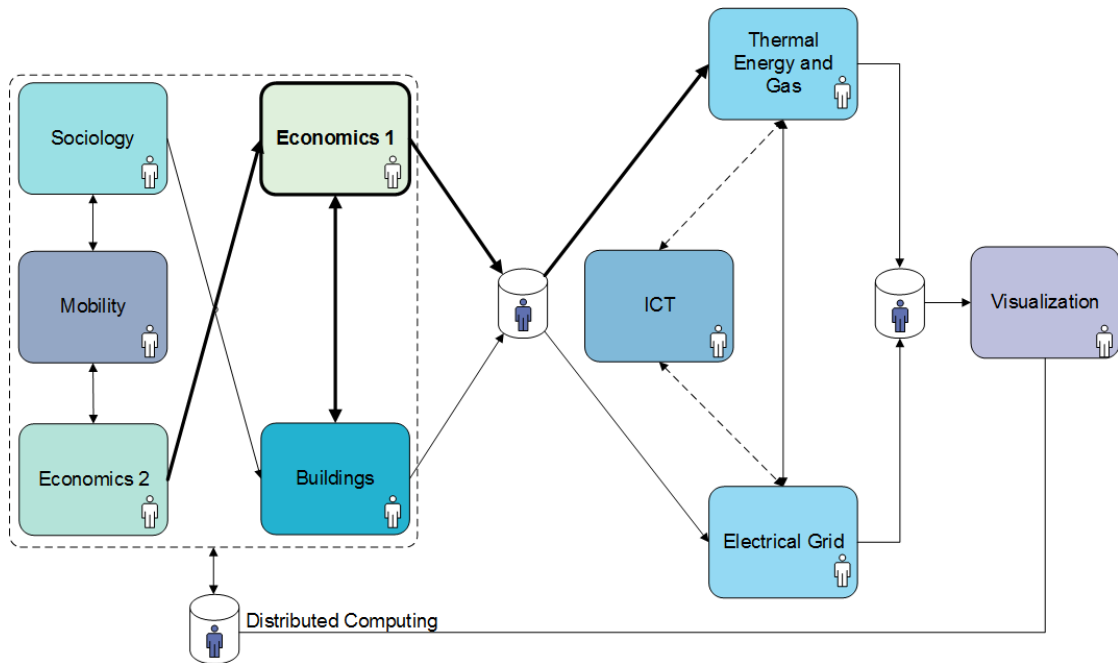 Thermal
Energy and
Gas
Sociology
Economics 1
Mobility
ICT
Visualization
Economics 2
Buildings
Electrical Grid
Distributed Computing